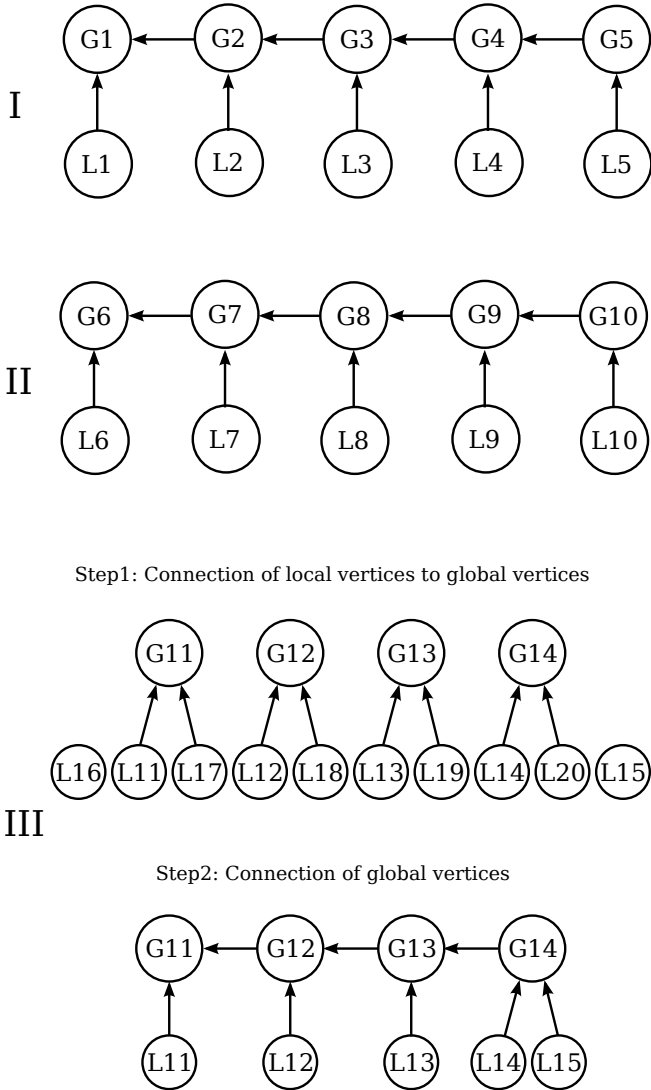 G1 G2 G3 G4 G5
I
L1 L2 L3 L4 L5
G6 G7 G8 G9 G10
II
L6 L7 L8 L9 L10
Step1: Connection of local vertices to global vertices
G11 G12 G13 G14
L16 L11 L17 L12 L18 L13 L19 L14 L20 L15
III
Step2: Connection of global vertices
G11 G12 G13 G14
L11 L12 L13 L14 L15